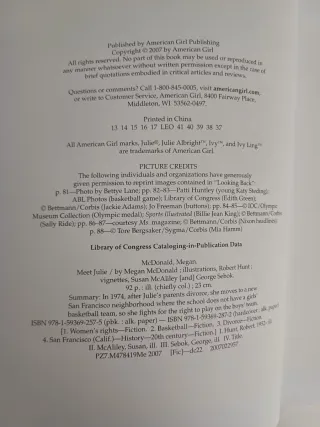 Published by American Girl Publishing
Copyright © 2007 by American Girl
All rights reserved. No part of this book may be used or reproduced in
any manner whatsoever without written permission except in the case of
brief quotations embodied in critical articles and reviews.
Questions or comments? Call 1-800-845-0005, visit americangirl.com,
or write to Customer Service, American Girl, 8400 Fairway Place,
Middleton, WI 53562-0497.
Printed in China
13 14 15 16 17 LEO 41 40 39 38 37
All American Girl marks, Julie®, Julie Albright™, Ivy™, and Ivy Ling™
are trademarks of American Girl.
PICTURE CREDITS
The following individuals and organizations have generously
given permission to reprint images contained in "Looking Back":
p. 81—Photo by Bettye Lane; pp. 82–83—Patti Huntley (young Katy Steding);
ABL Photos (basketball game); Library of Congress (Edith Green);
© Bettmann/Corbis (Jackie Adams); Jo Freeman (buttons); pp. 84–85—© IOC/Olympic
Museum Collection (Olympic medal); Sports Illustrated (Billie Jean King); © Bettmann/Corbis
(Sally Ride); pp. 86–87—courtesy Ms. magazine; © Bettmann/Corbis (Nixon headlines);
p. 88—© Tore Bergsaker/Sygma/Corbis (Mia Hamm)
Library of Congress Cataloging-in-Publication Data
McDonald, Megan.
Meet Julie / by Megan McDonald ; illustrations, Robert Hunt ;
vignettes, Susan McAliley [and] George Sebok.
92 p. : ill. (chiefly col.) ; 23 cm.
Summary: In 1974, after Julie's parents divorce, she moves to a new
San Francisco neighborhood where the school does not have a girls'
basketball team, so she fights for the right to play on the boys' team.
ISBN 978-1-59369-257-5 (pbk. : alk. paper) — ISBN 978-1-59369-287-2 (hardcover : alk. paper)
[1. Women's rights—Fiction. 2. Basketball—Fiction. 3. Divorce—Fiction.
4. San Francisco (Calif.)—History—20th century—Fiction.] I. Hunt, Robert, 1952– ill.
II. McAliley, Susan, ill. III. Sebok, George, ill. IV. Title.
PZ7.M478419Me 2007 [Fic]—dc22 2007022957